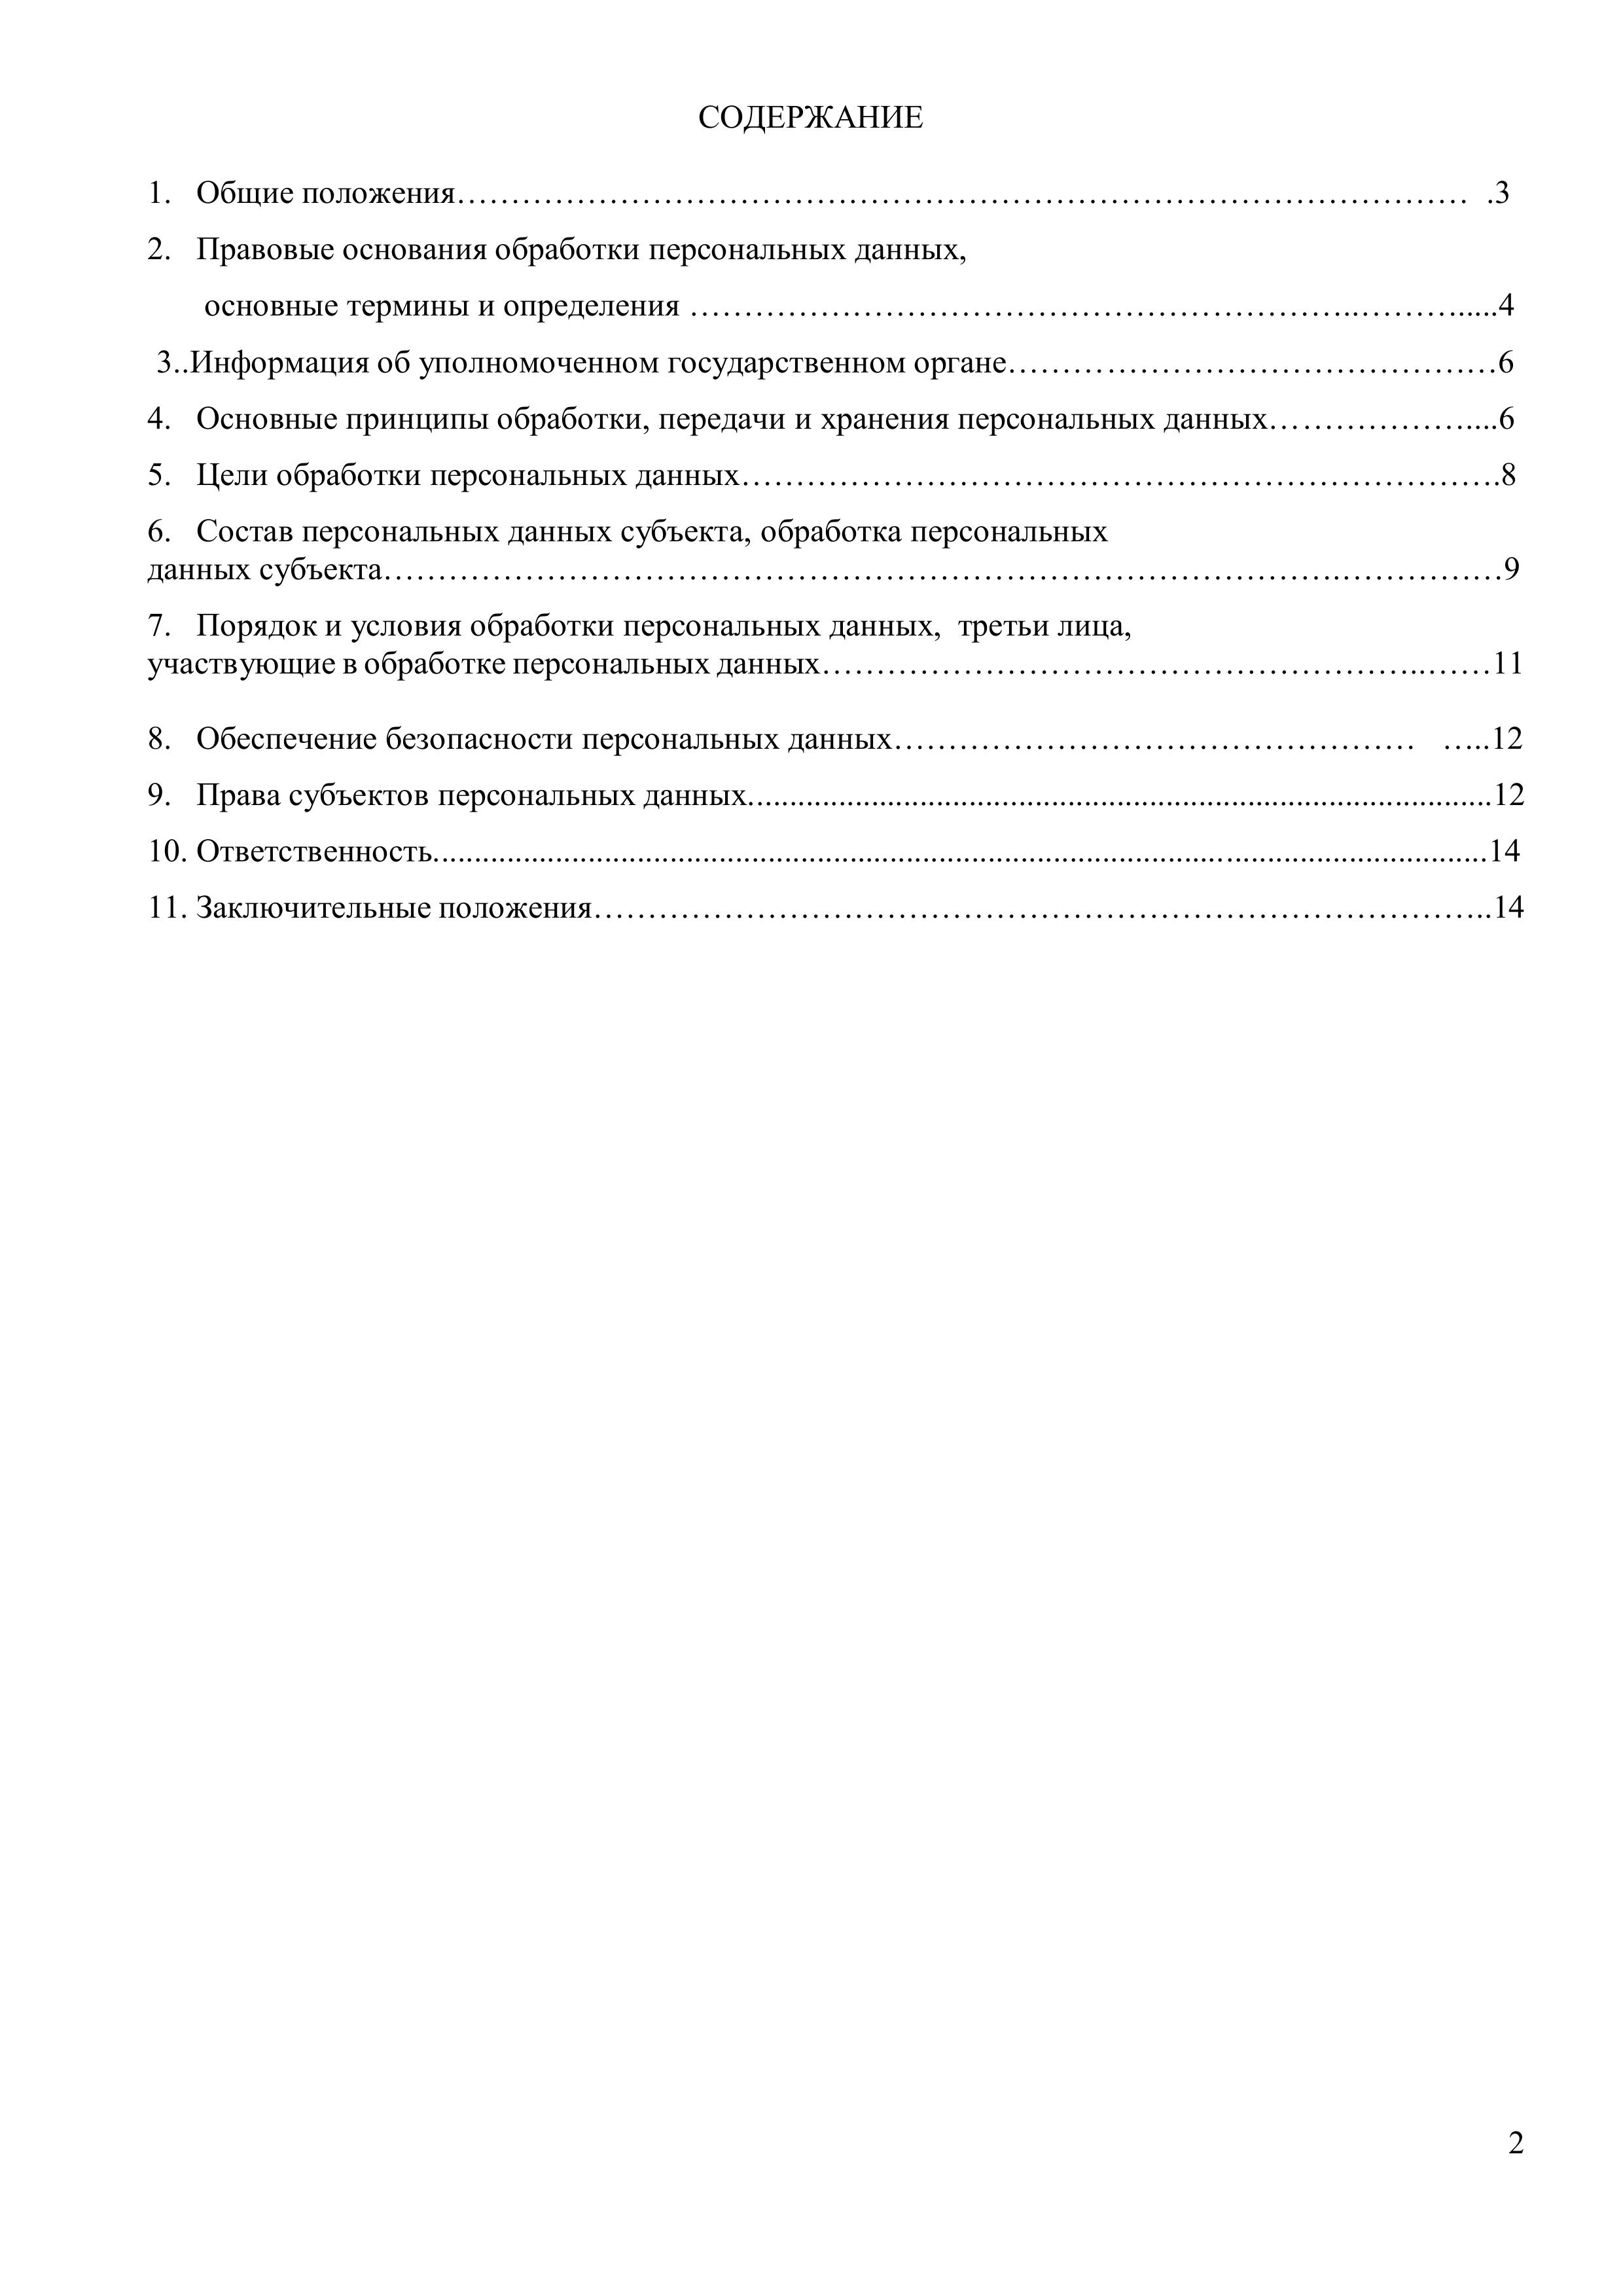 СОДЕРЖАНИЕ
1. Общие положения………………………………………………………………………………… .3
2. Правовые основания обработки персональных данных,
основные термины и определения ……………………………………………………..……….....4
3..Информация об уполномоченном государственном органе………………………………………6
4. Основные принципы обработки, передачи и хранения персональных данных………………....6
5. Цели обработки персональных данных…………………………………………………………….8
6. Состав персональных данных субъекта, обработка персональных
данных субъекта…………………………………………………………………………….……………9
7. Порядок и условия обработки персональных данных, третьи лица,
участвующие в обработке персональных данных………………………………………………..……11
8. Обеспечение безопасности персональных данных………………………………………… …..12
9. Права субъектов персональных данных...........................................................................................12
10. Ответственность.................................................................................................................................14
11. Заключительные положения………………………………………………………………………..14
2